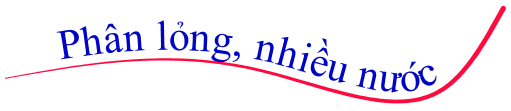 Phân lỏng, nhiều nước